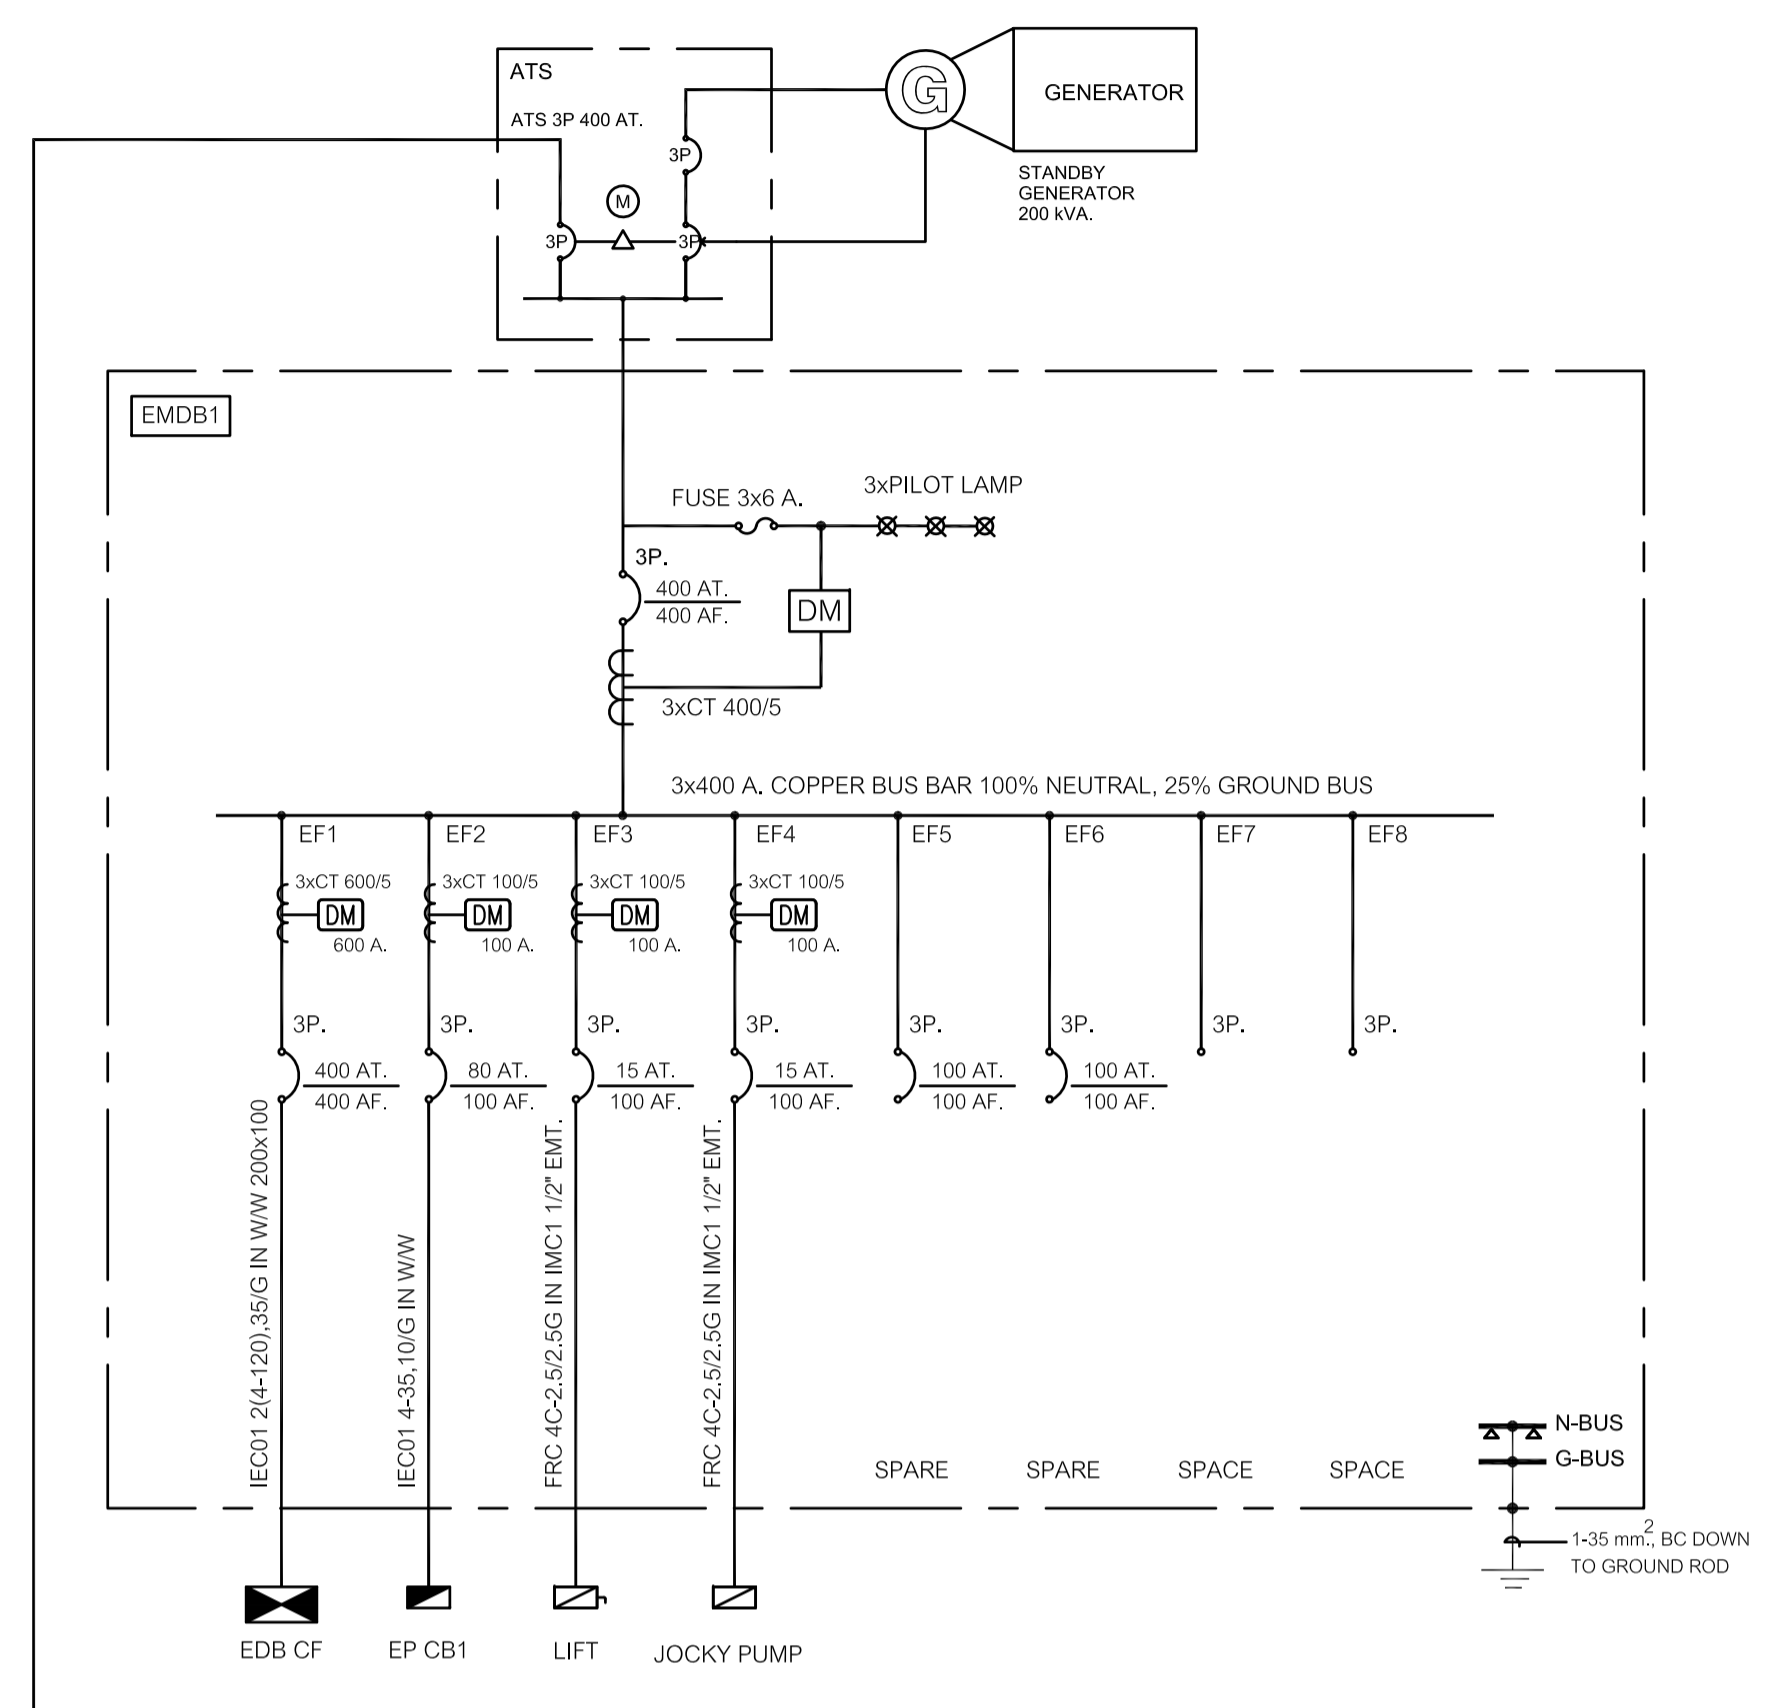 ATS
ATS 3P 400 AT.
3P
M
3P
3P
G
GENERATOR
STANDBY
GENERATOR
200 kVA.
EMDB1
FUSE 3x6 A.
3xPILOT LAMP
3P.
400 AT.
400 AF.
DM
3xCT 400/5
3x400 A. COPPER BUS BAR 100% NEUTRAL, 25% GROUND BUS
EF1
EF2
EF3
EF4
EF5
EF6
EF7
EF8
3xCT 600/5
DM
600 A.
3xCT 100/5
DM
100 A.
3xCT 100/5
DM
100 A.
3xCT 100/5
DM
100 A.
3P.
400 AT.
400 AF.
3P.
80 AT.
100 AF.
3P.
15 AT.
100 AF.
3P.
15 AT.
100 AF.
3P.
100 AT.
100 AF.
3P.
100 AT.
100 AF.
3P.
3P.
IEC01 2(4-120),35/G IN W/W 200x100
IEC01 4-35,10/G IN W/W
FRC 4C-2.5/2.5G IN IMC1 1/2" EMT.
FRC 4C-2.5/2.5G IN IMC1 1/2" EMT.
SPARE
SPARE
SPACE
SPACE
N-BUS
G-BUS
1-35 mm.², BC DOWN
TO GROUND ROD
EDB CF
EP CB1
LIFT
JOCKY PUMP